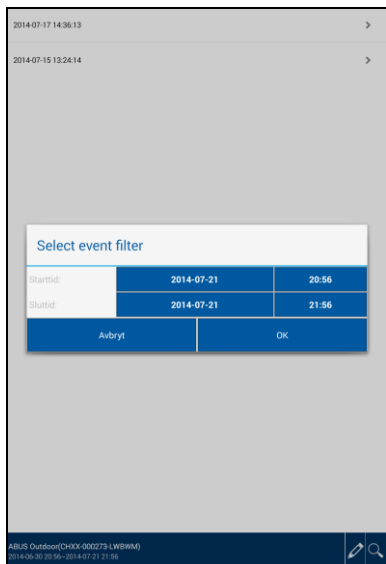 2014-07-17 14:36:13
2014-07-15 13:24:14
Select event filter
Starttid: 2014-07-21 20:56
Sluttid: 2014-07-21 21:56
Avbryt OK
ABUS Outdoor(CHXX-000273-LWBWM)
2014-06-30 20:56~2014-07-21 21:56